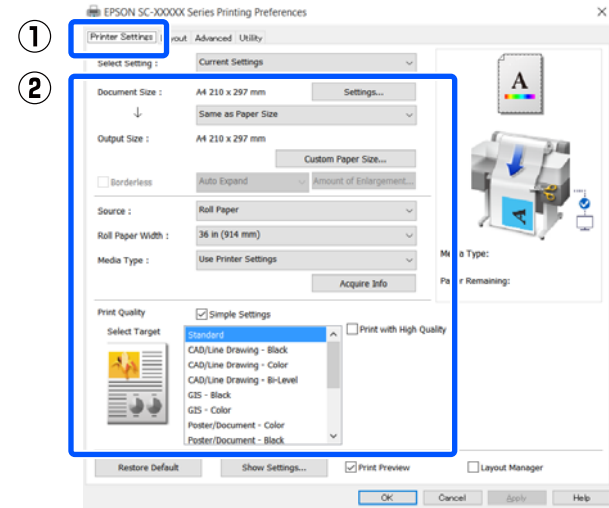 EPSON SC-XXXXX Series Printing Preferences
①
Printer Settings yout Advanced Utility
Select Setting : Current Settings
②
Document Size : A4 210 x 297 mm Settings...
↓ Same as Paper Size
Output Size : A4 210 x 297 mm
Custom Paper Size...
Borderless Auto Expand Amount of Enlargement...
Source : Roll Paper
Roll Paper Width : 36 in (914 mm)
Media Type : Use Printer Settings
Acquire Info
Print Quality Simple Settings
Select Target Standard Print with High Quality
CAD/Line Drawing - Black
CAD/Line Drawing - Color
CAD/Line Drawing - Bi-Level
GIS - Black
GIS - Color
Poster/Document - Color
Poster/Document - Black
A
A
Me a Type:
Pa er Remaining:
Restore Default Show Settings... Print Preview Layout Manager
OK Cancel Apply Help